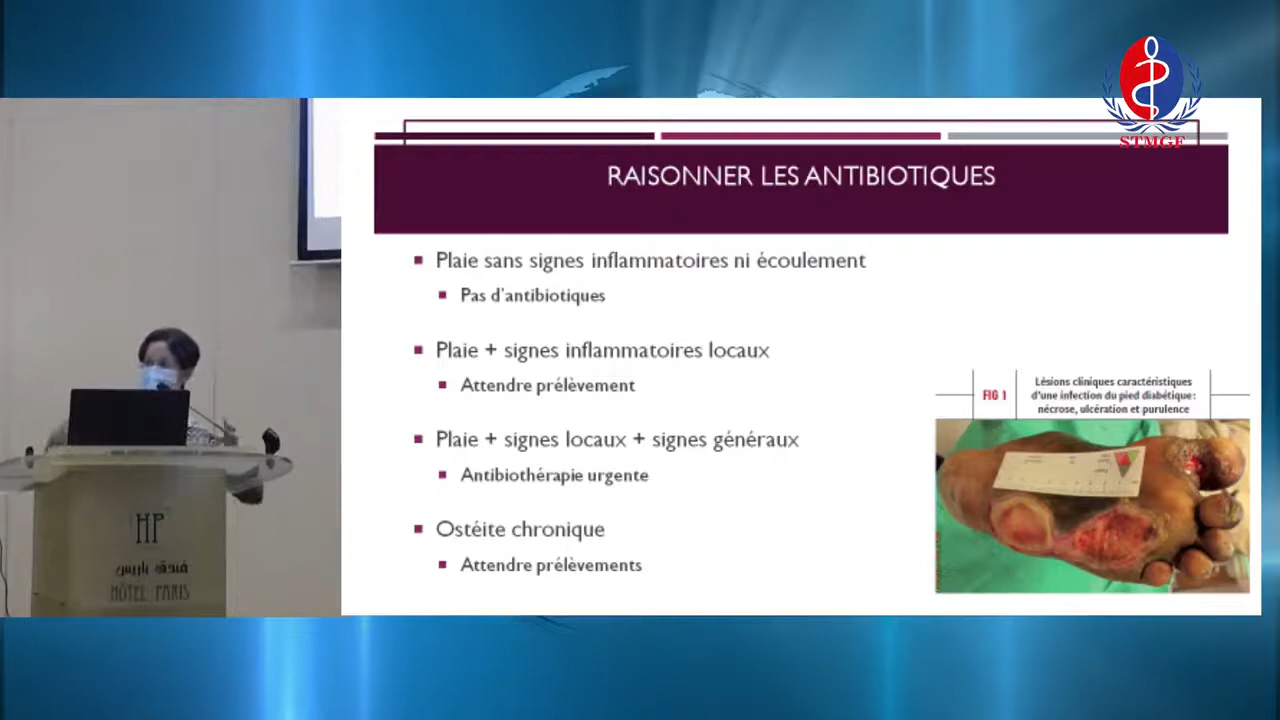 STMGF
RAISONNER LES ANTIBIOTIQUES
Plaie sans signes inflammatoires ni écoulement
Pas d'antibiotiques
Plaie + signes inflammatoires locaux
Attendre prélèvement
Plaie + signes locaux + signes généraux
Antibiothérapie urgente
Ostéite chronique
Attendre prélèvements
FIG 1
Lésions cliniques caractéristiques
d'une infection du pied diabétique :
nécrose, ulcération et purulence
HP
فندق باريس
HÔTEL PARIS